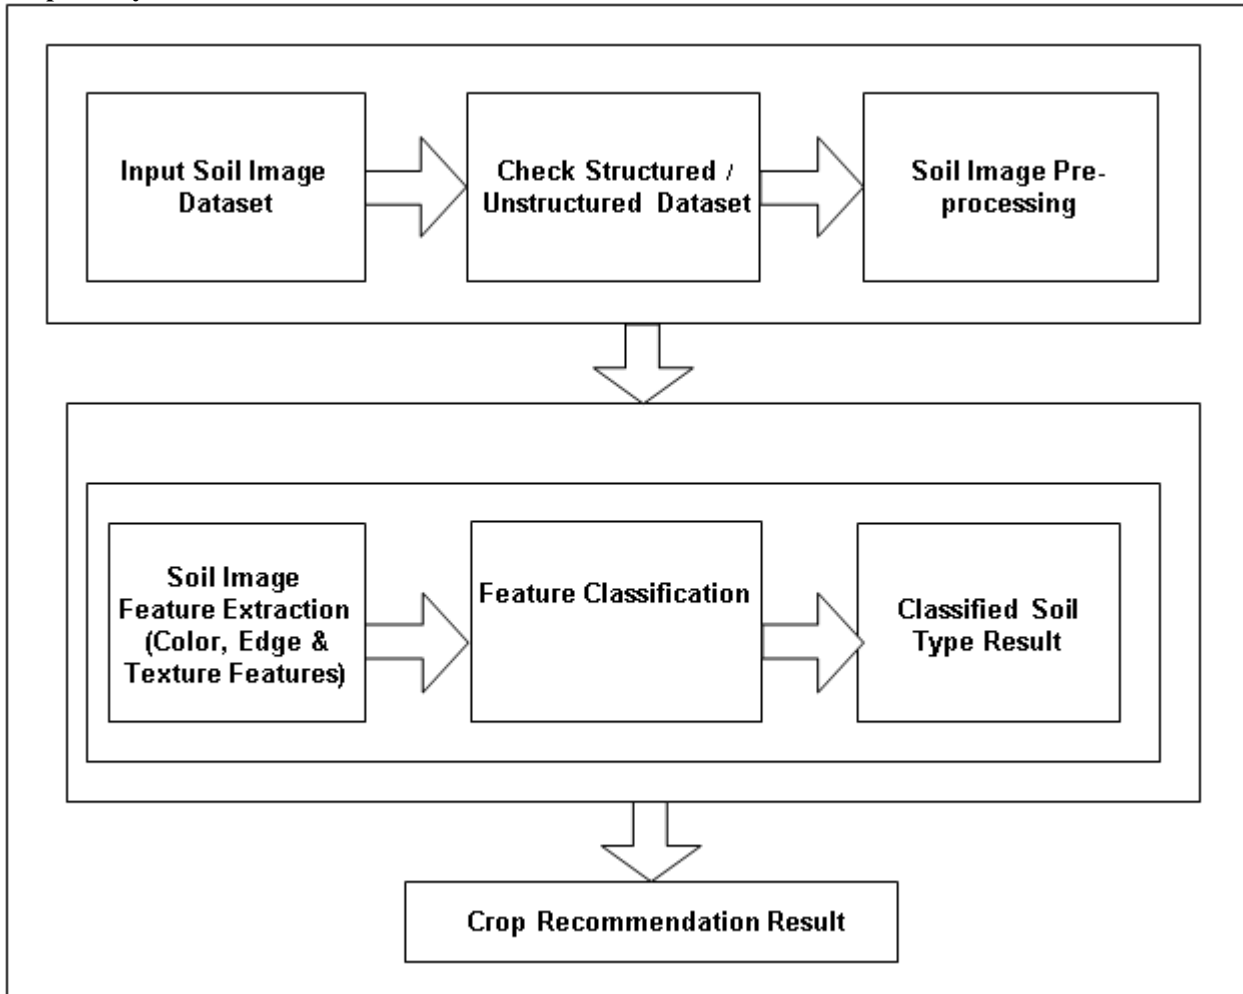 Input Soil Image
Dataset
Check Structured /
Unstructured Dataset
Soil Image Pre-
processing
Soil Image
Feature Extraction
(Color, Edge &
Texture Features)
Feature Classification
Classified Soil
Type Result
Crop Recommendation Result